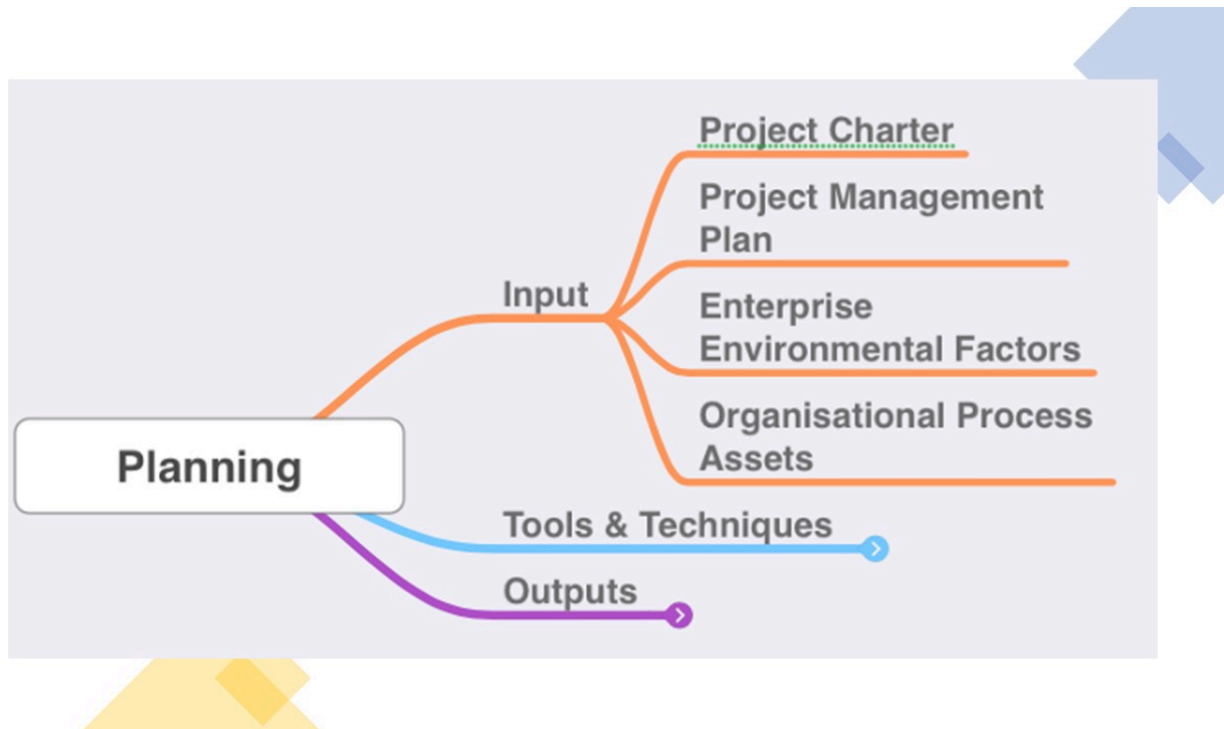 Project Charter
Project Management
Plan
Input
Enterprise
Environmental Factors
Organisational Process
Assets
Planning
Tools & Techniques
Outputs